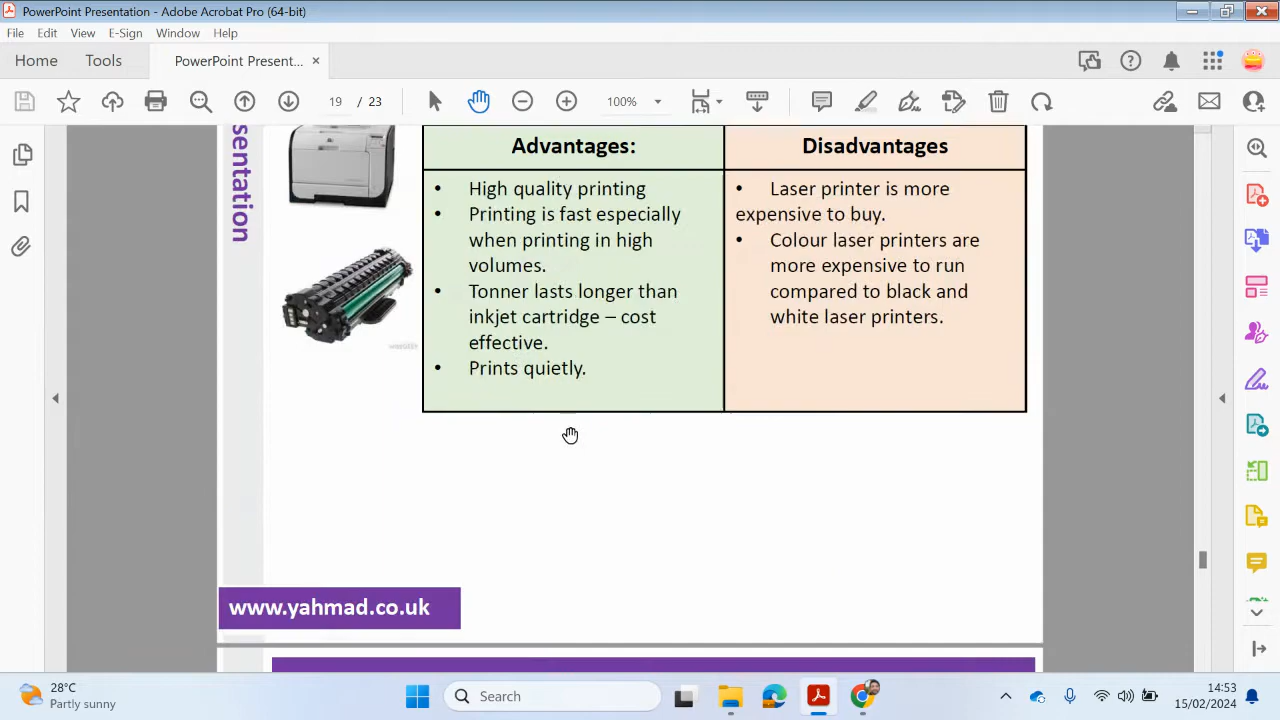 PowerPoint Presentation - Adobe Acrobat Pro (64-bit)
File Edit View E-Sign Window Help
Home Tools PowerPoint Present... ×
19 / 23 100%
sentation
Advantages: Disadvantages
• High quality printing
• Printing is fast especially
when printing in high
volumes.
• Tonner lasts longer than
inkjet cartridge – cost
effective.
• Prints quietly.
• Laser printer is more
expensive to buy.
• Colour laser printers are
more expensive to run
compared to black and
white laser printers.
www.yahmad.co.uk
28°C
Partly sunny
Search
14:53
15/02/2024